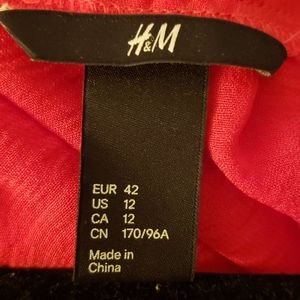 H&M
EUR 42
US 12
CA 12
CN 170/96A
Made in
China